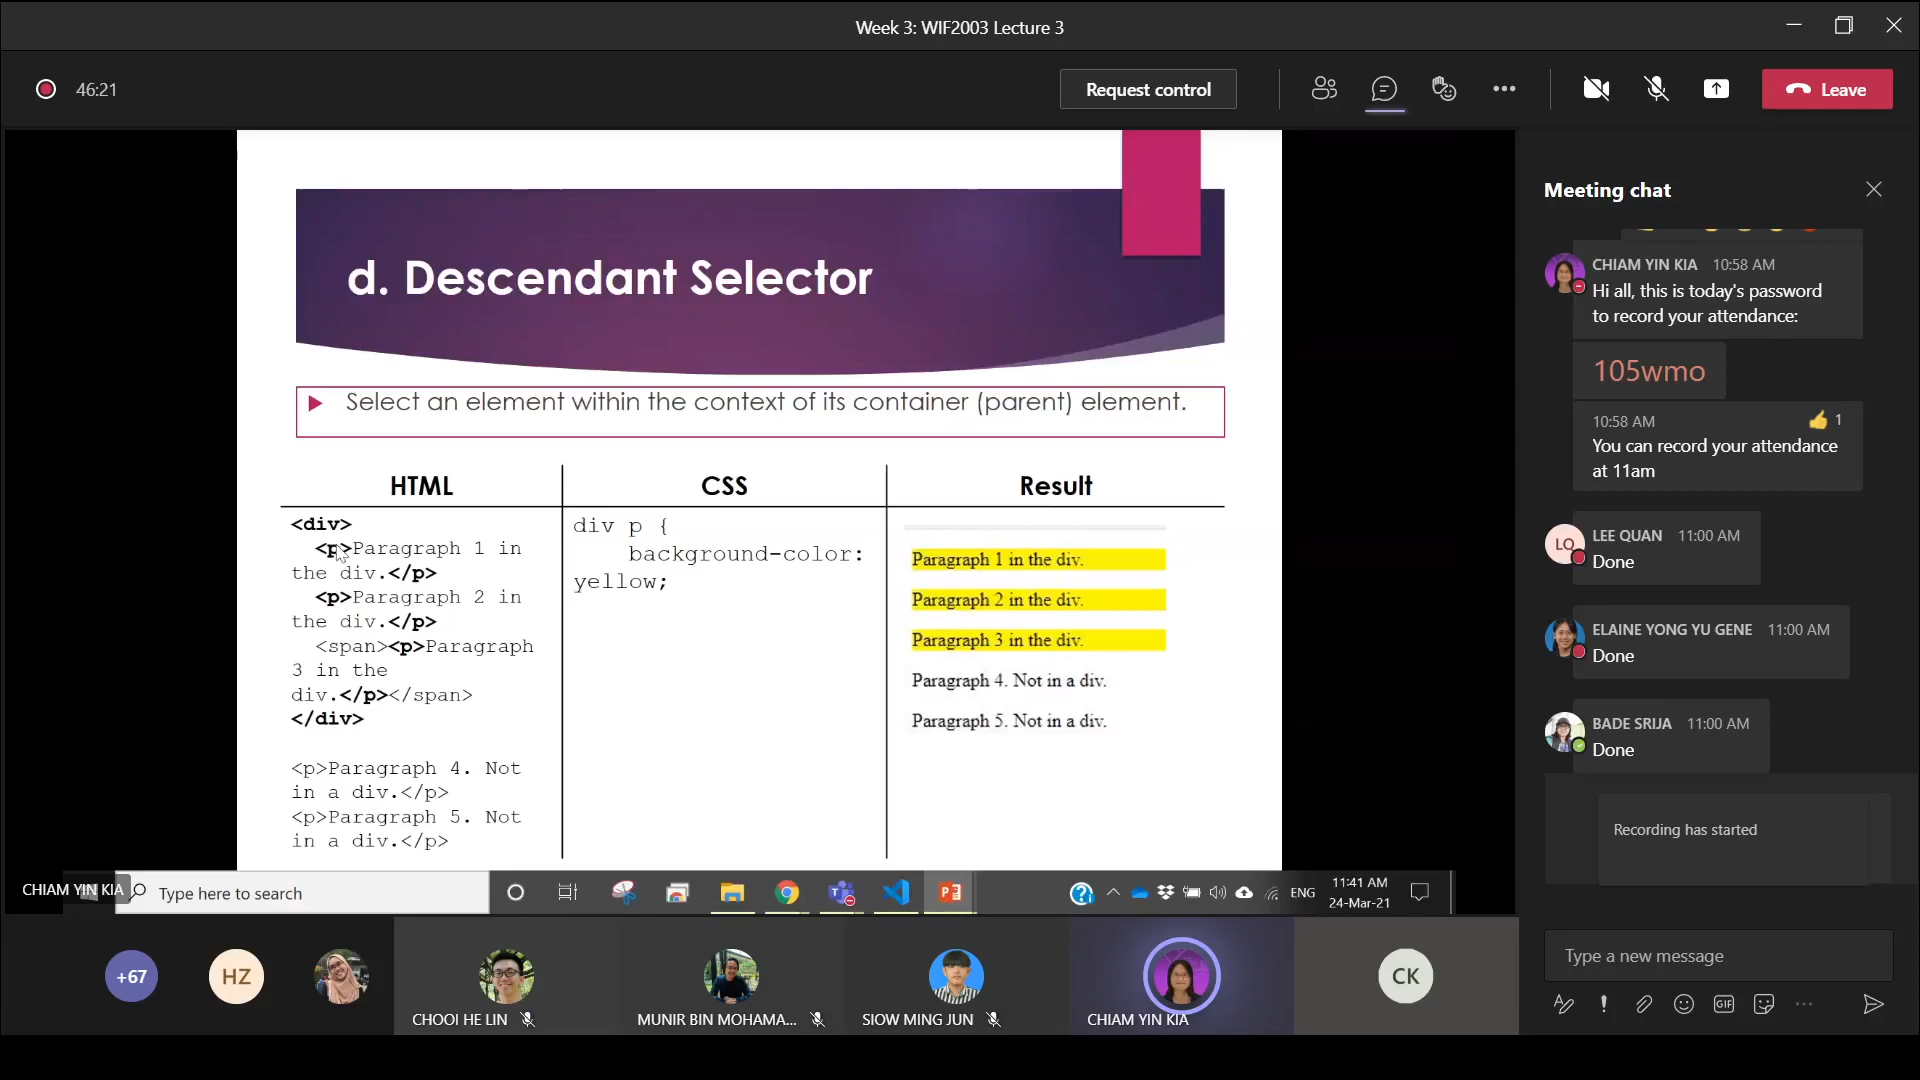 Week 3: WIF2003 Lecture 3
46:21
Request control
Leave
d. Descendant Selector
Select an element within the context of its container (parent) element.
HTML
<div>
<p>Paragraph 1 in
the div.</p>
<p>Paragraph 2 in
the div.</p>
<span><p>Paragraph
3 in the
div.</p></span>
</div>
<p>Paragraph 4. Not
in a div.</p>
<p>Paragraph 5. Not
in a div.</p>
CSS
div p {
background-color:
yellow;
Result
Paragraph 1 in the div.
Paragraph 2 in the div.
Paragraph 3 in the div.
Paragraph 4. Not in a div.
Paragraph 5. Not in a div.
CHIAM YIN KIA
Type here to search
ENG
11:41 AM
24-Mar-21
+67
HZ
CHOOI HE LIN
MUNIR BIN MOHAMA...
SIOW MING JUN
CHIAM YIN KIA
CK
Meeting chat
CHIAM YIN KIA 10:58 AM
Hi all, this is today's password
to record your attendance:
105wmo
10:58 AM
1
You can record your attendance
at 11am
LQ
LEE QUAN 11:00 AM
Done
ELAINE YONG YU GENE 11:00 AM
Done
BADE SRIJA 11:00 AM
Done
Recording has started
Type a new message
GIF